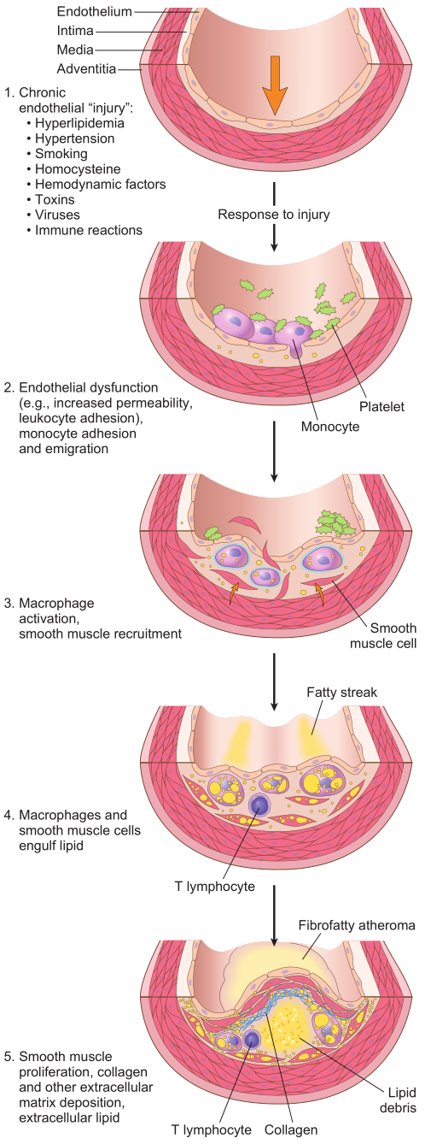 Endothelium
Intima
Media
Adventitia
1. Chronic
endothelial “injury”:
• Hyperlipidemia
• Hypertension
• Smoking
• Homocysteine
• Hemodynamic factors
• Toxins
• Viruses
• Immune reactions
Response to injury
Platelet
Monocyte
2. Endothelial dysfunction
(e.g., increased permeability,
leukocyte adhesion),
monocyte adhesion
and emigration
3. Macrophage
activation,
smooth muscle recruitment
Smooth
muscle cell
Fatty streak
4. Macrophages and
smooth muscle cells
engulf lipid
T lymphocyte
Fibrofatty atheroma
5. Smooth muscle
proliferation, collagen
and other extracellular
matrix deposition,
extracellular lipid
Lipid
debris
T lymphocyte
Collagen